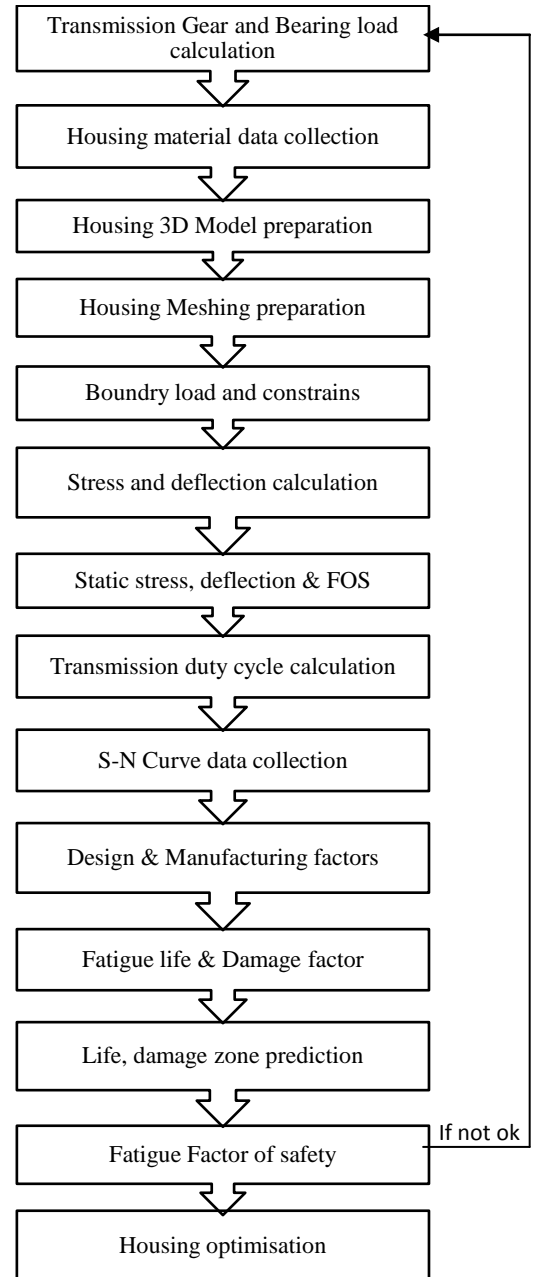 Transmission Gear and Bearing load
calculation
Housing material data collection
Housing 3D Model preparation
Housing Meshing preparation
Boundry load and constrains
Stress and deflection calculation
Static stress, deflection & FOS
Transmission duty cycle calculation
S-N Curve data collection
Design & Manufacturing factors
Fatigue life & Damage factor
Life, damage zone prediction
If not ok
Fatigue Factor of safety
Housing optimisation